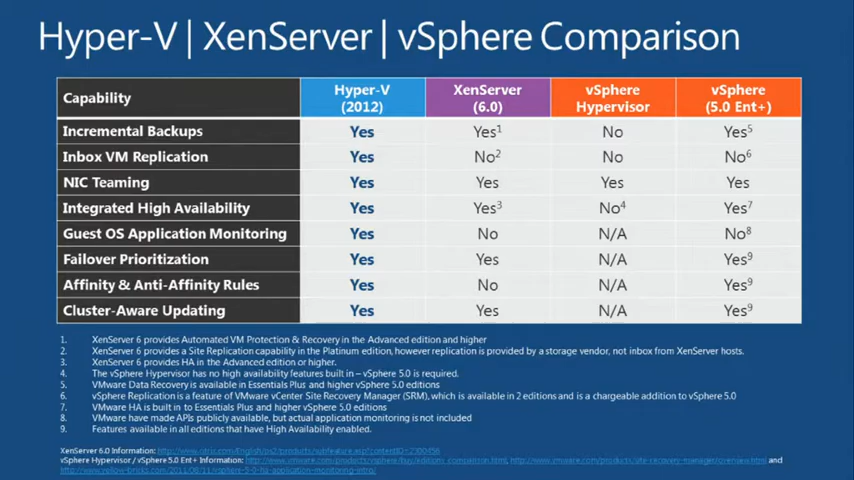 Hyper-V | XenServer | vSphere Comparison
Capability Hyper-V (2012) XenServer (6.0) vSphere Hypervisor vSphere (5.0 Ent+)
Incremental Backups Yes Yes¹ No Yes⁵
Inbox VM Replication Yes No² No No⁶
NIC Teaming Yes Yes Yes Yes
Integrated High Availability Yes Yes³ No⁴ Yes⁷
Guest OS Application Monitoring Yes No N/A No⁸
Failover Prioritization Yes Yes N/A Yes⁹
Affinity & Anti-Affinity Rules Yes No N/A Yes⁹
Cluster-Aware Updating Yes Yes N/A Yes⁹
1. XenServer 6 provides Automated VM Protection & Recovery in the Advanced edition and higher
2. XenServer 6 provides a Site Replication capability in the Platinum edition, however replication is provided by a storage vendor, not inbox from XenServer hosts.
3. XenServer 6 provides HA in the Advanced edition or higher.
4. The vSphere Hypervisor has no high availability features built in – vSphere 5.0 is required.
5. VMware Data Recovery is available in Essentials Plus and higher vSphere 5.0 editions
6. vSphere Replication is a feature of VMware vCenter Site Recovery Manager (SRM), which is available in 2 editions and is a chargeable addition to vSphere 5.0
7. VMware HA is built in to Essentials Plus and higher vSphere 5.0 editions
8. VMware have made APIs publicly available, but actual application monitoring is not included
9. Features available in all editions that have High Availability enabled.
XenServer 6.0 Information:
vSphere Hypervisor / vSphere 5.0 Ent+ Information: and